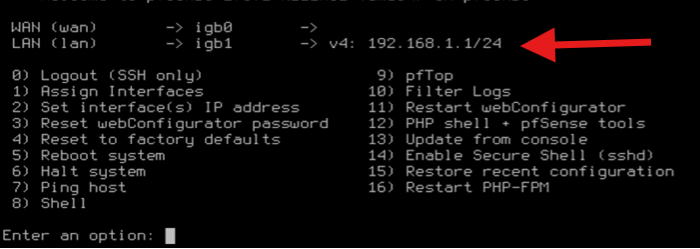 WAN (wan) -> igb0 ->
LAN (lan) -> igb1 -> v4: 192.168.1.1/24
0) Logout (SSH only) 9) pfTop
1) Assign Interfaces 10) Filter Logs
2) Set interface(s) IP address 11) Restart webConfigurator
3) Reset webConfigurator password 12) PHP shell + pfSense tools
4) Reset to factory defaults 13) Update from console
5) Reboot system 14) Enable Secure Shell (sshd)
6) Halt system 15) Restore recent configuration
7) Ping host 16) Restart PHP-FPM
8) Shell
Enter an option: